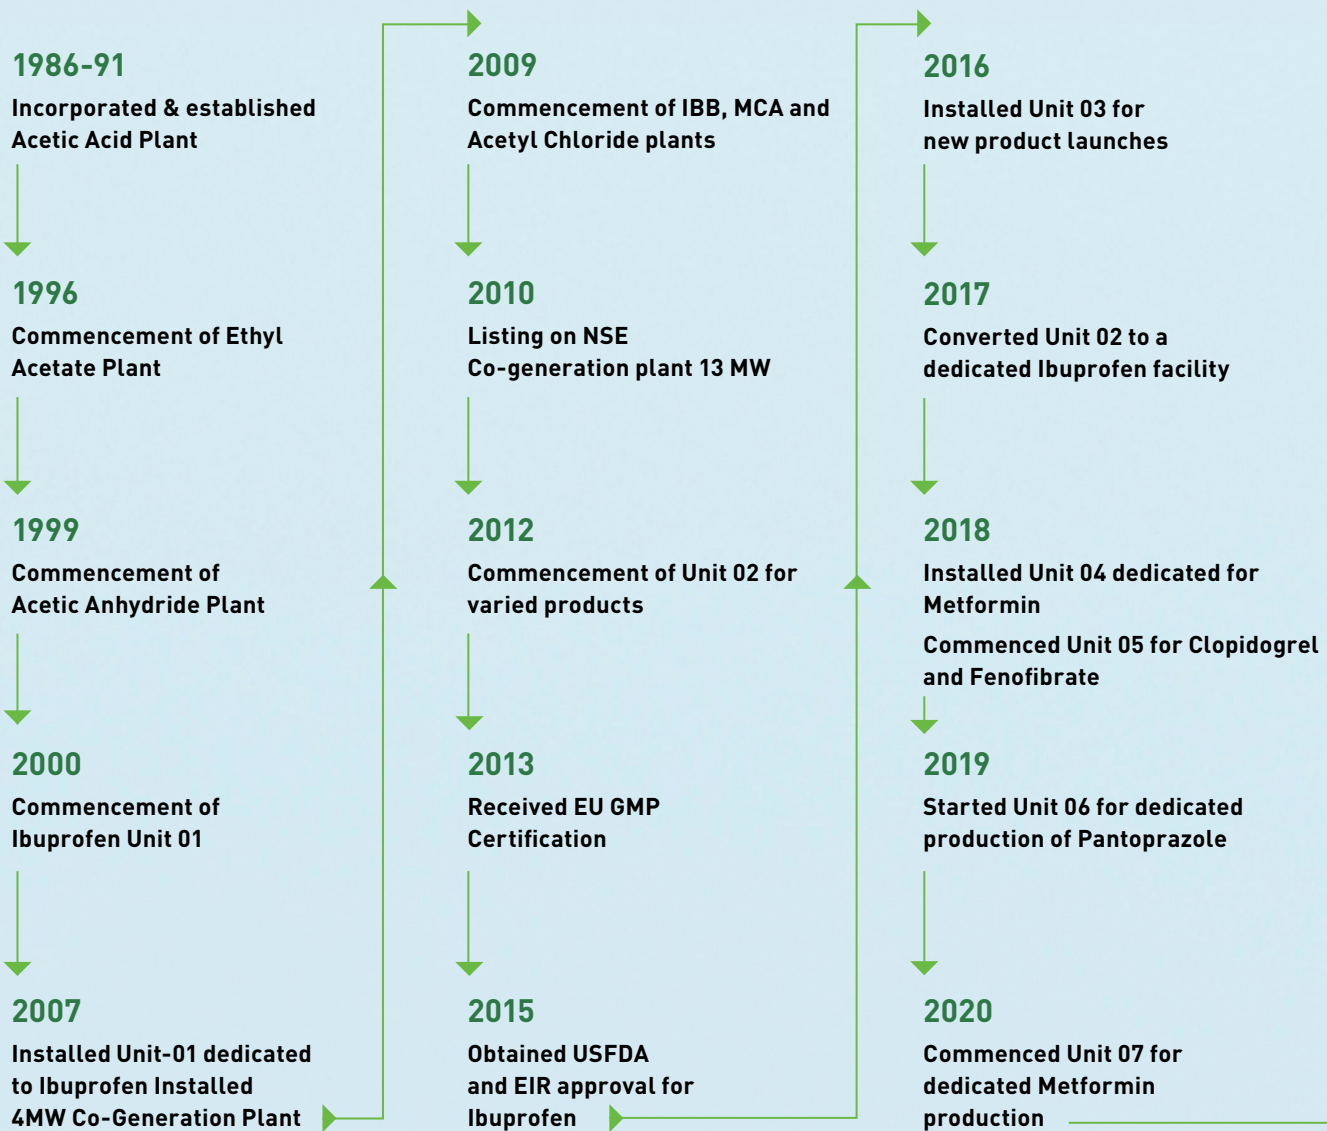 1986-91
Incorporated & established
Acetic Acid Plant
1996
Commencement of Ethyl
Acetate Plant
1999
Commencement of
Acetic Anhydride Plant
2000
Commencement of
Ibuprofen Unit 01
2007
Installed Unit-01 dedicated
to Ibuprofen Installed
4MW Co-Generation Plant
2009
Commencement of IBB, MCA and
Acetyl Chloride plants
2010
Listing on NSE
Co-generation plant 13 MW
2012
Commencement of Unit 02 for
varied products
2013
Received EU GMP
Certification
2015
Obtained USFDA
and EIR approval for
Ibuprofen
2016
Installed Unit 03 for
new product launches
2017
Converted Unit 02 to a
dedicated Ibuprofen facility
2018
Installed Unit 04 dedicated for
Metformin
Commenced Unit 05 for Clopidogrel
and Fenofibrate
2019
Started Unit 06 for dedicated
production of Pantoprazole
2020
Commenced Unit 07 for
dedicated Metformin
production